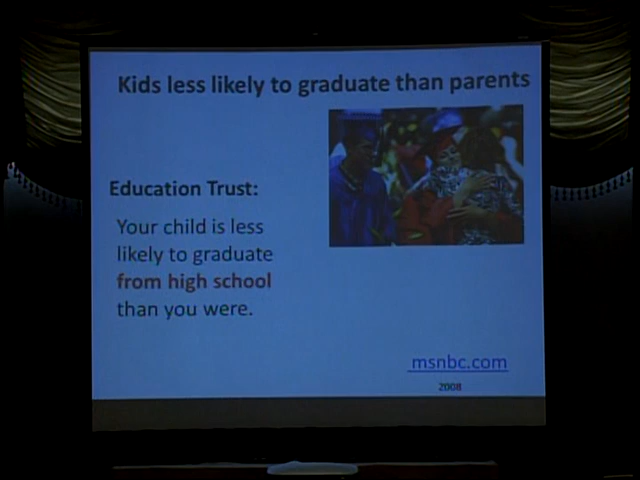 Kids less likely to graduate than parents
Education Trust:
Your child is less
likely to graduate
from high school
than you were.
msnbc.com
2008